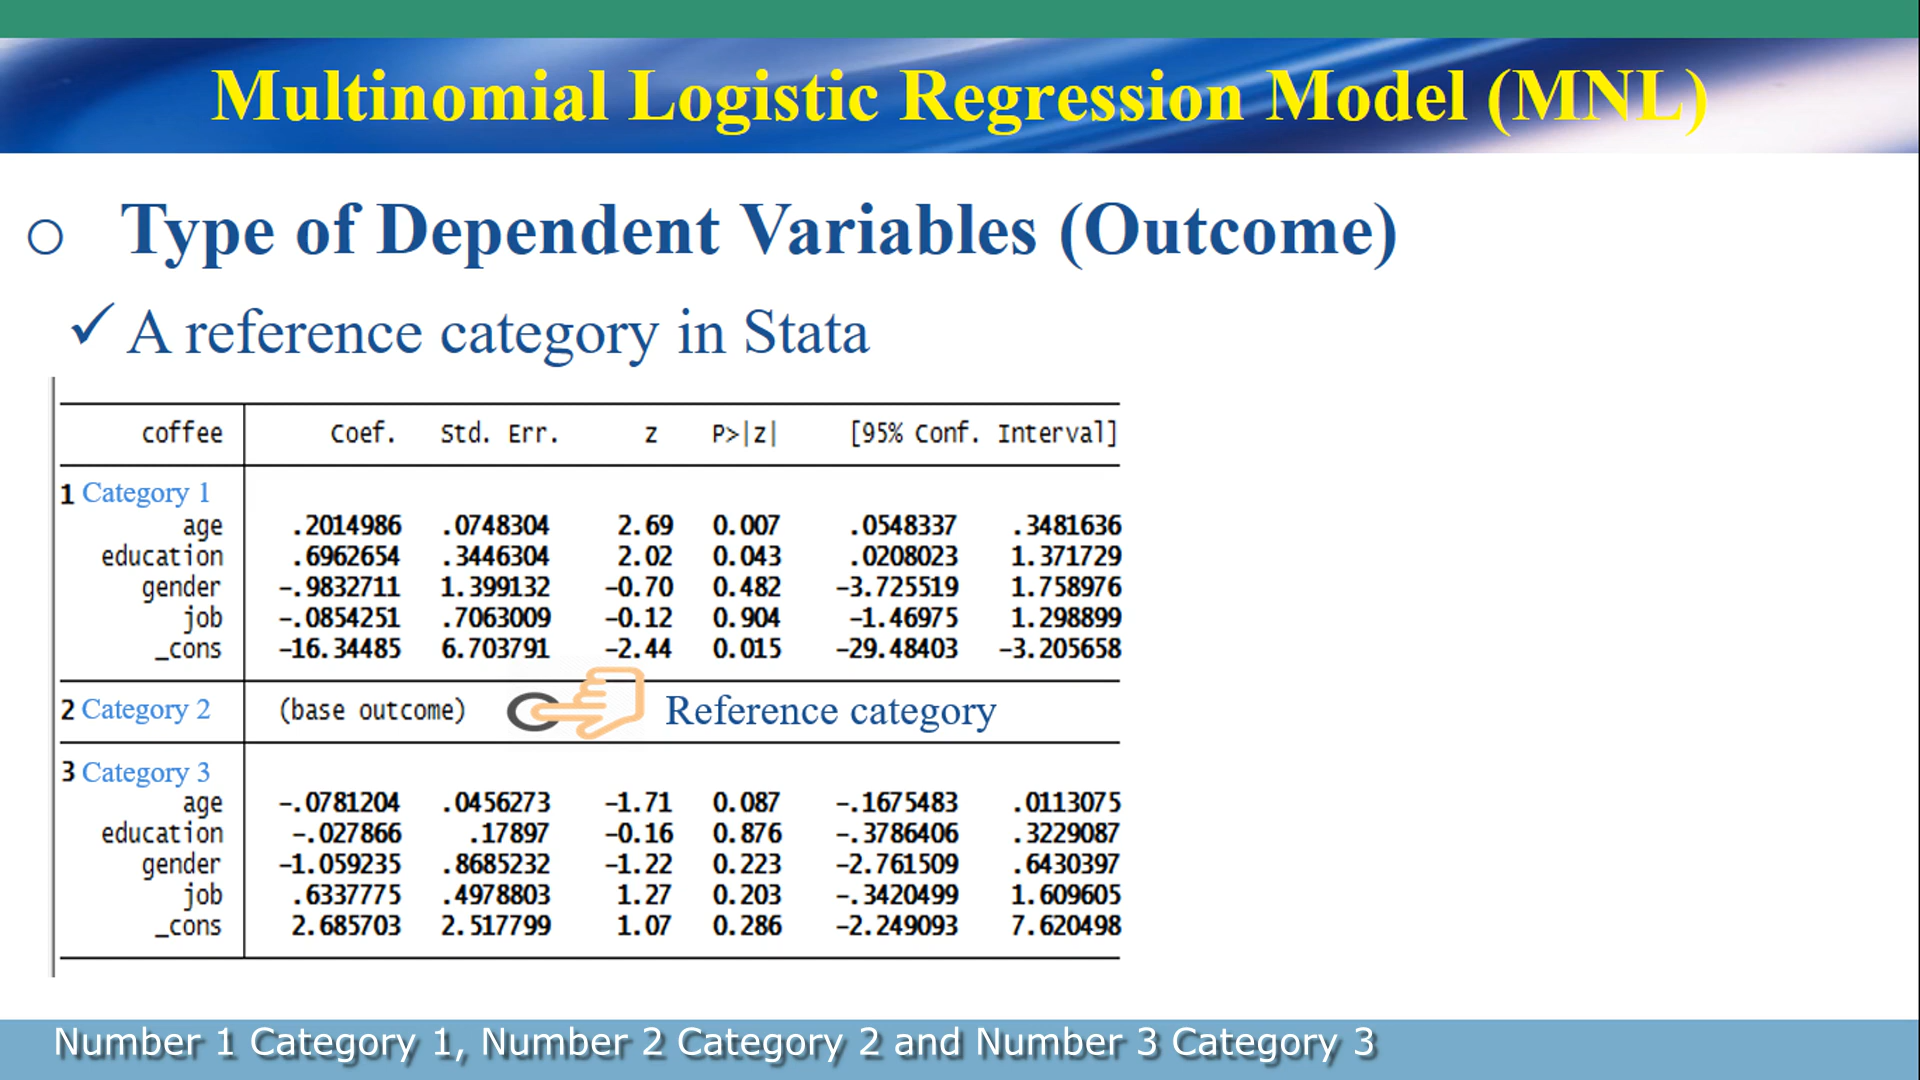 Multinomial Logistic Regression Model (MNL)
o Type of Dependent Variables (Outcome)
✓ A reference category in Stata
coffee Coef. Std. Err. z P>|z| [95% Conf. Interval]
1 Category 1
age .2014986 .0748304 2.69 0.007 .0548337 .3481636
education .6962654 .3446304 2.02 0.043 .0208023 1.371729
gender -.9832711 1.399132 -0.70 0.482 -3.725519 1.758976
job -.0854251 .7063009 -0.12 0.904 -1.46975 1.298899
_cons -16.34485 6.703791 -2.44 0.015 -29.48403 -3.205658
2 Category 2 (base outcome) Reference category
3 Category 3
age -.0781204 .0456273 -1.71 0.087 -.1675483 .0113075
education -.027866 .17897 -0.16 0.876 -.3786406 .3229087
gender -1.059235 .8685232 -1.22 0.223 -2.761509 .6430397
job .6337775 .4978803 1.27 0.203 -.3420499 1.609605
_cons 2.685703 2.517799 1.07 0.286 -2.249093 7.620498
Number 1 Category 1, Number 2 Category 2 and Number 3 Category 3